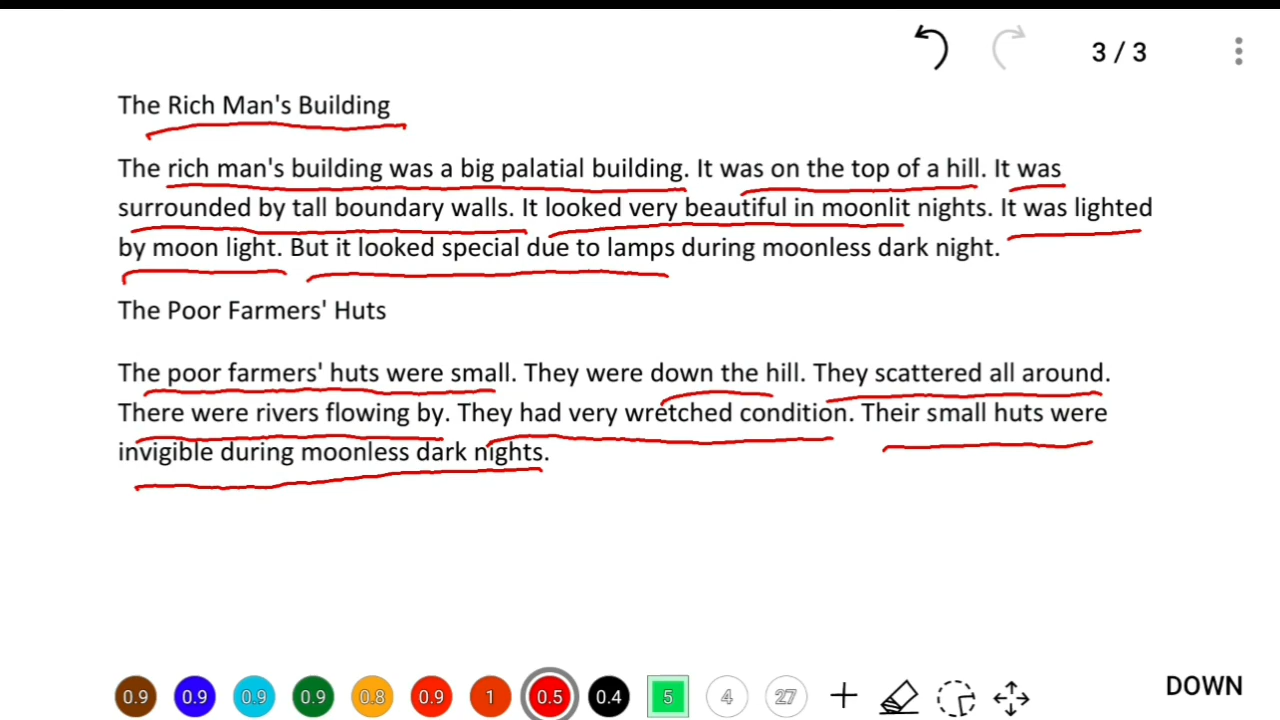 3 / 3
The Rich Man's Building
The rich man's building was a big palatial building. It was on the top of a hill. It was
surrounded by tall boundary walls. It looked very beautiful in moonlit nights. It was lighted
by moon light. But it looked special due to lamps during moonless dark night.
The Poor Farmers' Huts
The poor farmers' huts were small. They were down the hill. They scattered all around.
There were rivers flowing by. They had very wretched condition. Their small huts were
invigible during moonless dark nights.
0.9 0.9 0.9 0.9 0.8 0.9 1 0.5 0.4 5 4 27 DOWN